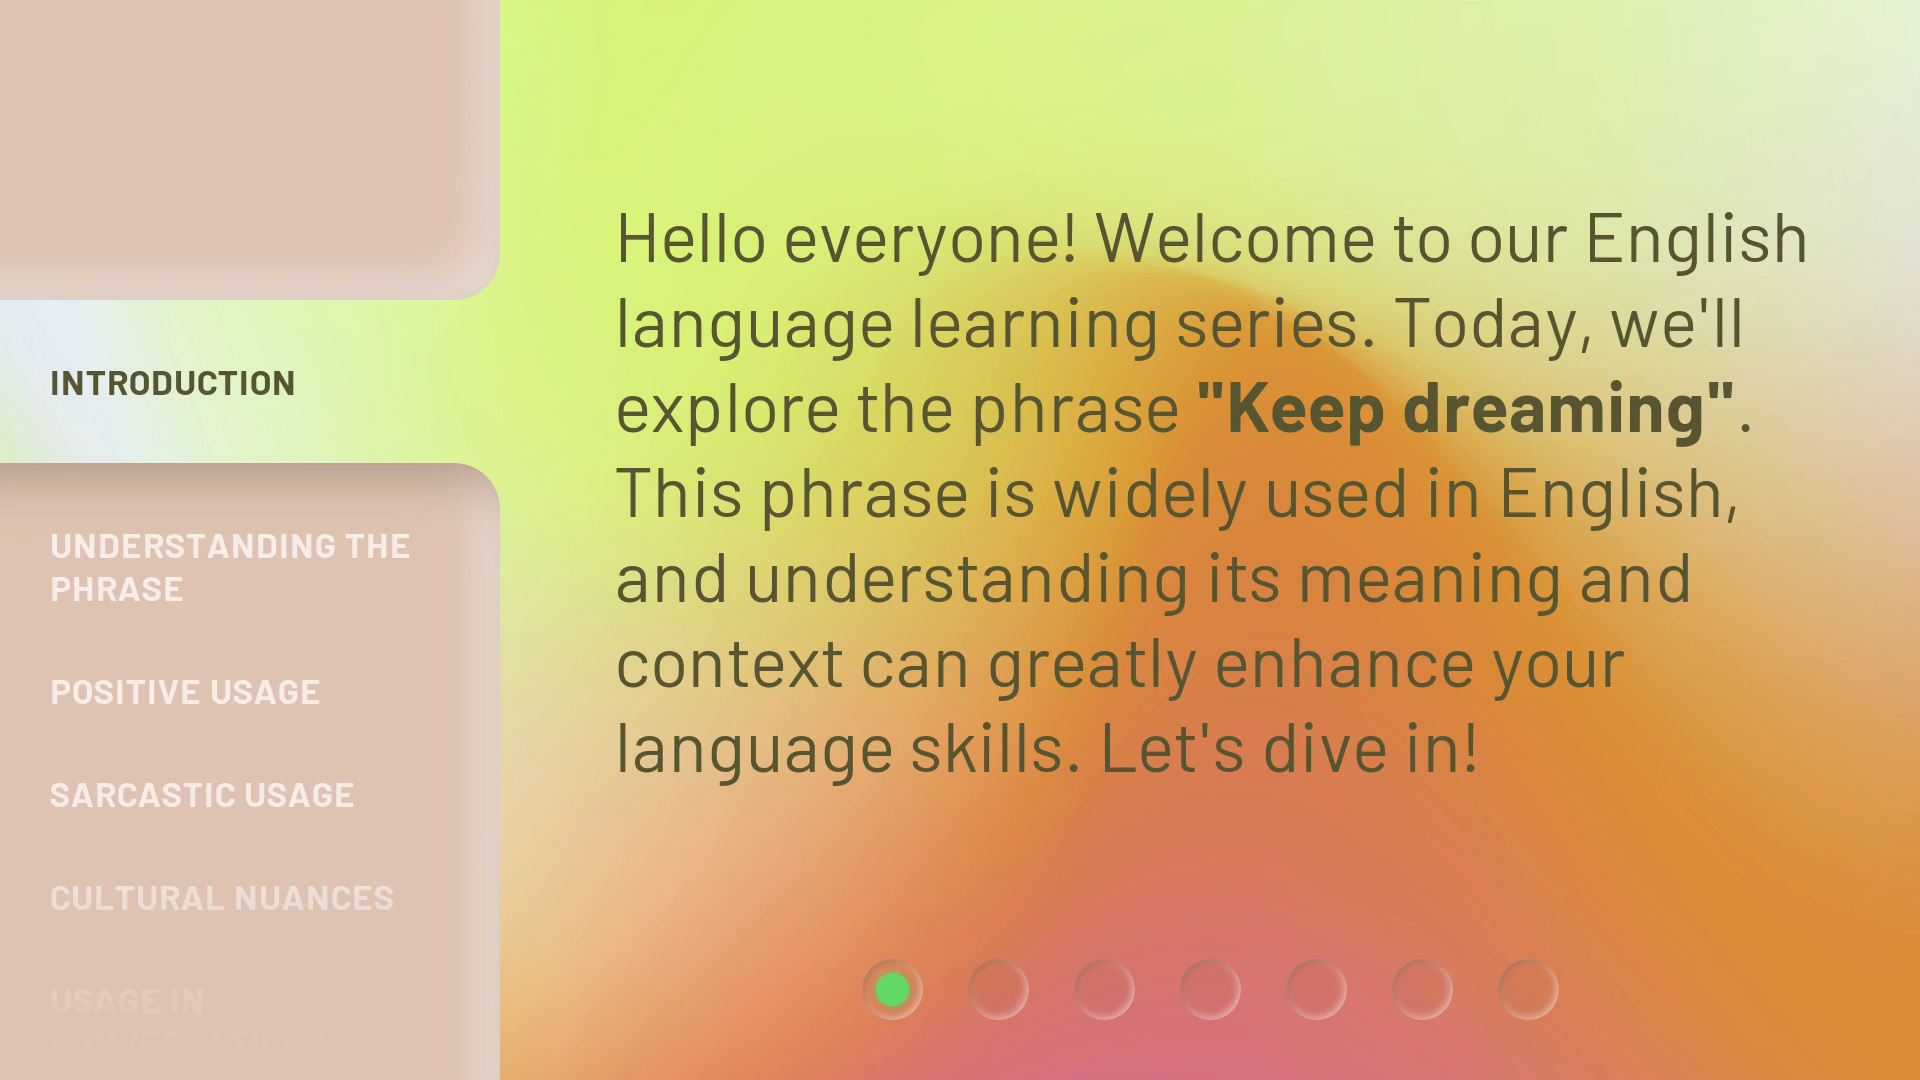 INTRODUCTION
UNDERSTANDING THE
PHRASE
POSITIVE USAGE
SARCASTIC USAGE
CULTURAL NUANCES
USAGE IN
CONVERSATIONS
Hello everyone! Welcome to our English
language learning series. Today, we'll
explore the phrase "Keep dreaming".
This phrase is widely used in English,
and understanding its meaning and
context can greatly enhance your
language skills. Let's dive in!